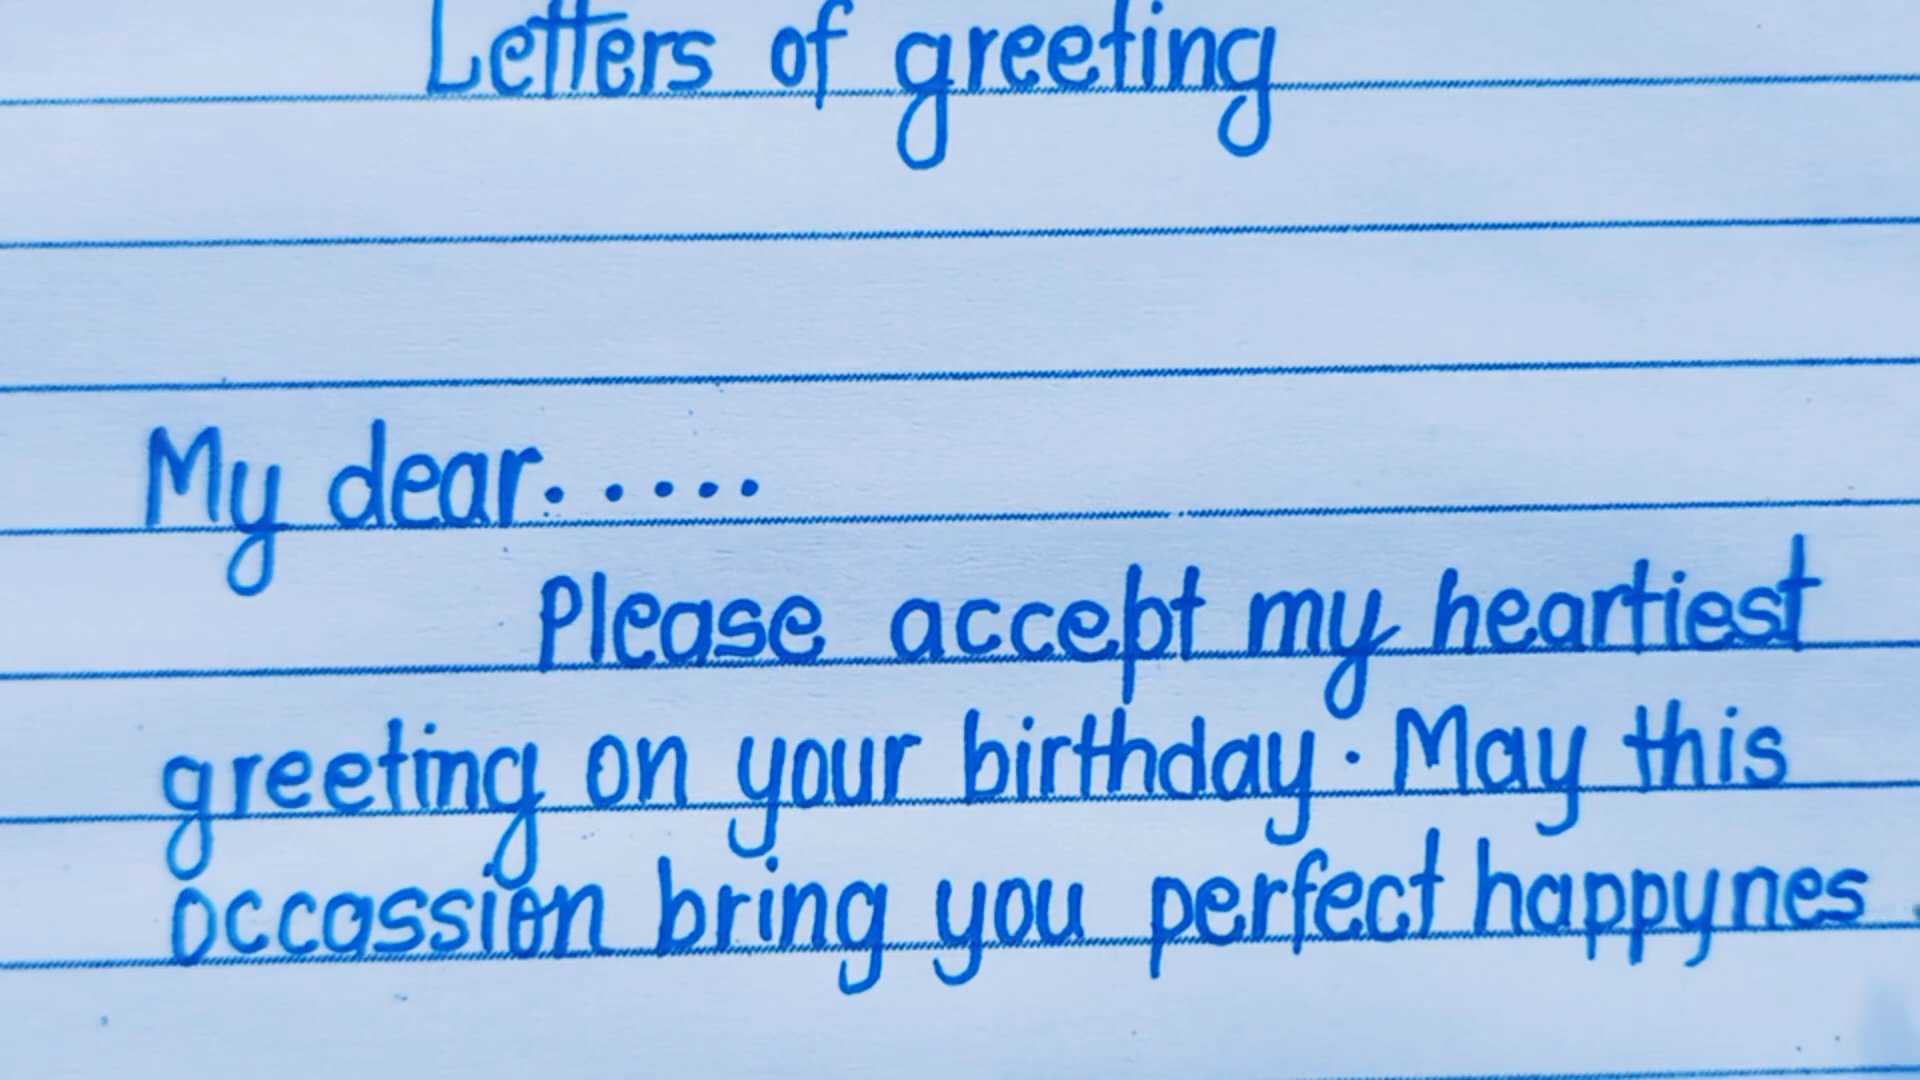 Letters of greeting
My dear.....
Please accept my heartiest
greeting on your birthday. May this
occassion bring you perfect happynes